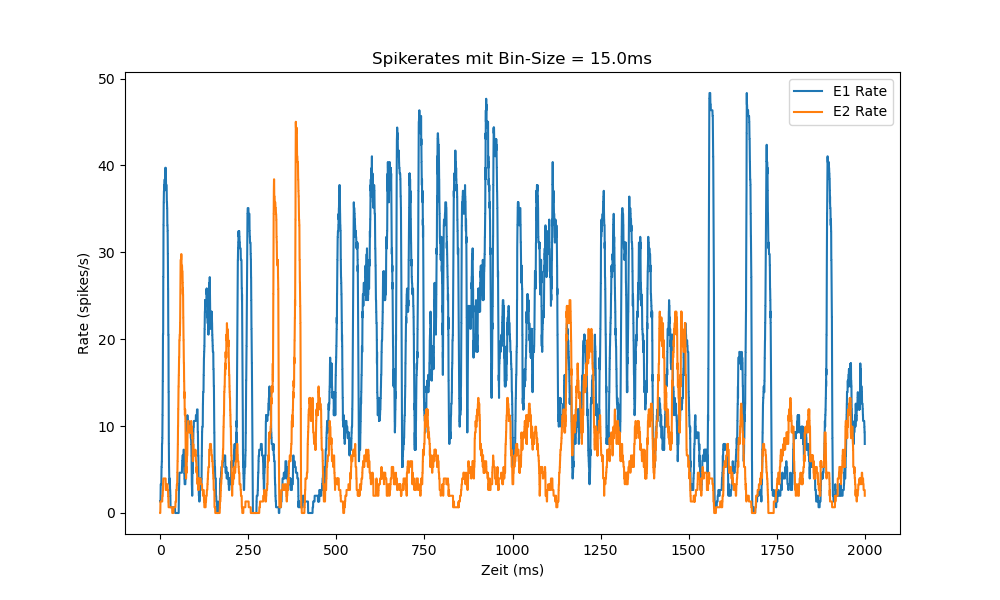 Spikerates mit Bin-Size = 15.0ms
E1 Rate
E2 Rate
50
40
30
20
10
0
Rate (spikes/s)
0 250 500 750 1000 1250 1500 1750 2000
Zeit (ms)